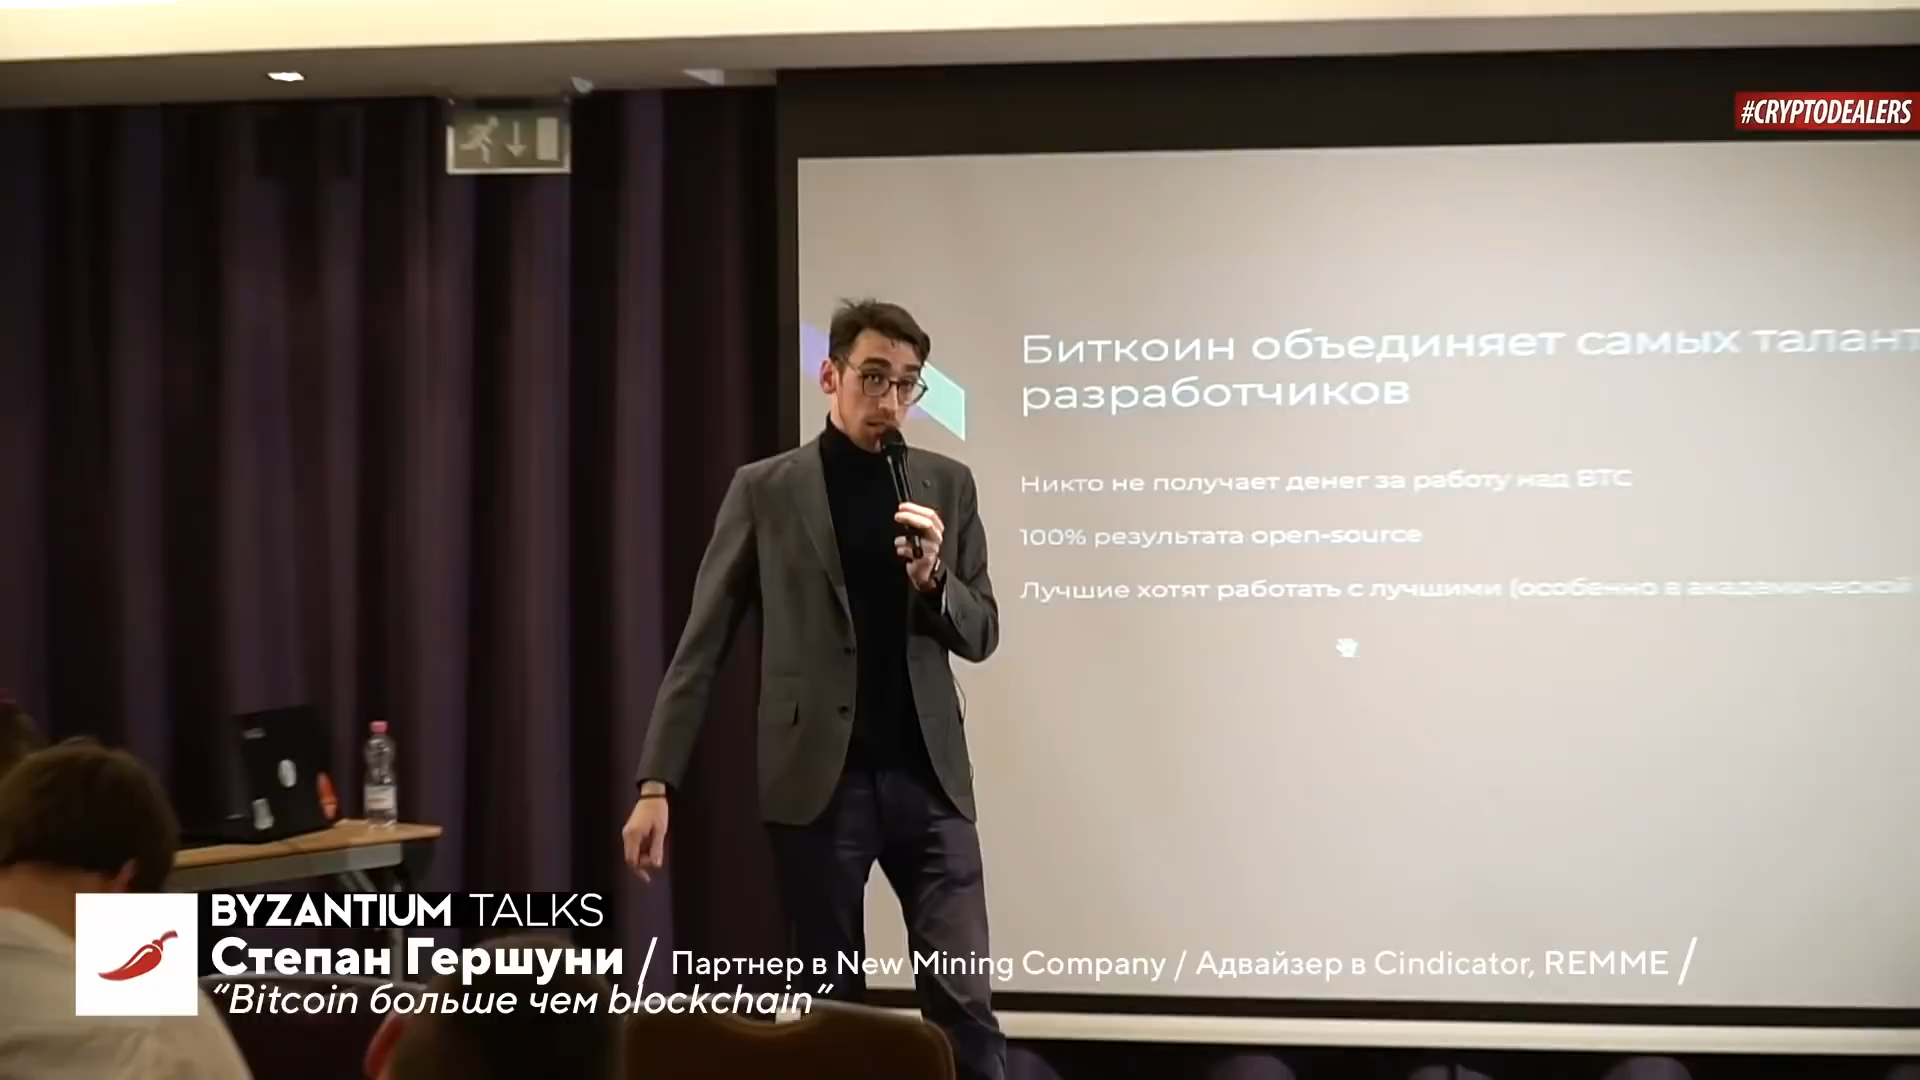 #CRYPTODEALERS
Биткоин объединяет самых талант
разработчиков
Никто не получает денег за работу над BTC
100% результата open-source
Лучшие хотят работать с лучшими (особенно в академической
BYZANTIUM TALKS
Степан Гершуни / Партнер в New Mining Company / Адвайзер в Cindicator, REMME /
“Bitcoin больше чем blockchain”